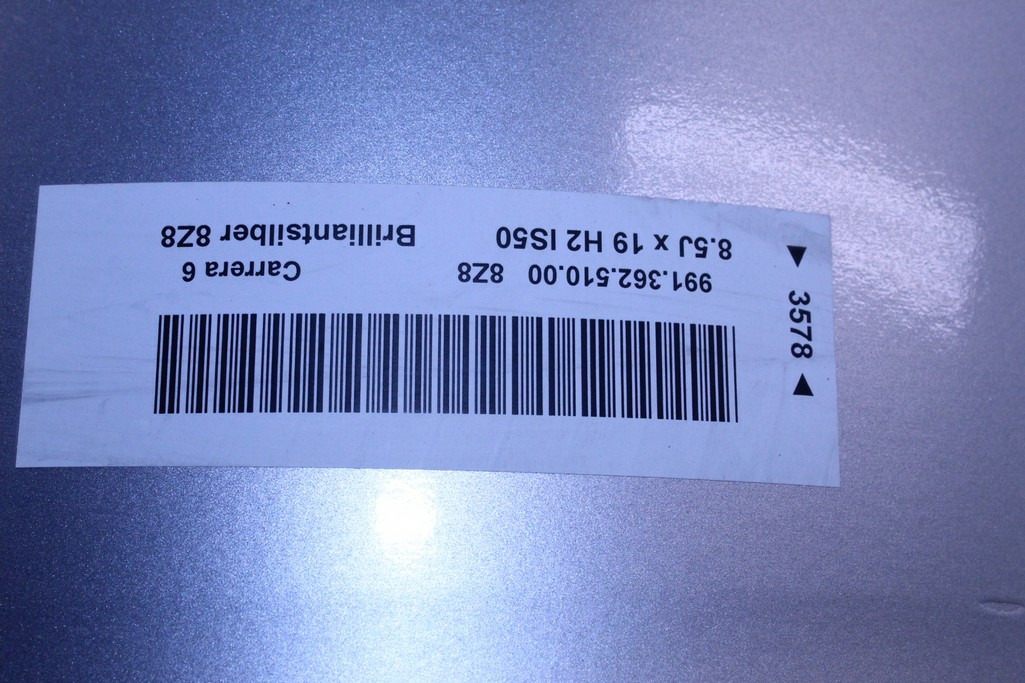 991.362.510.00 8Z8 Carrera 6
8.5J x 19 H2 IS50 Brilliantsilber 8Z8
▶ 3578 ◀